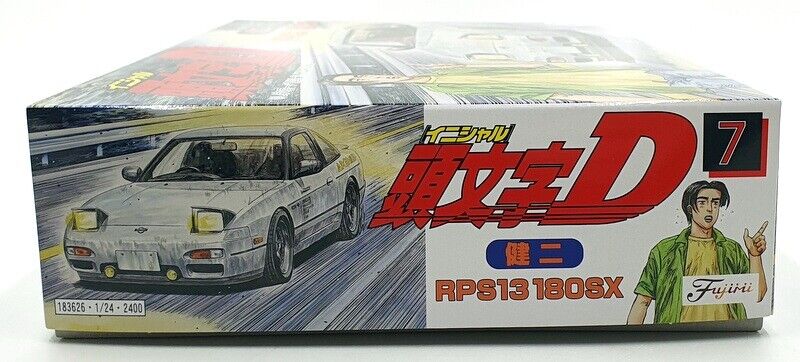 イニシャル
頭文字D
7
健二
RPS13 180SX
Fujimi
183626・1/24・2400